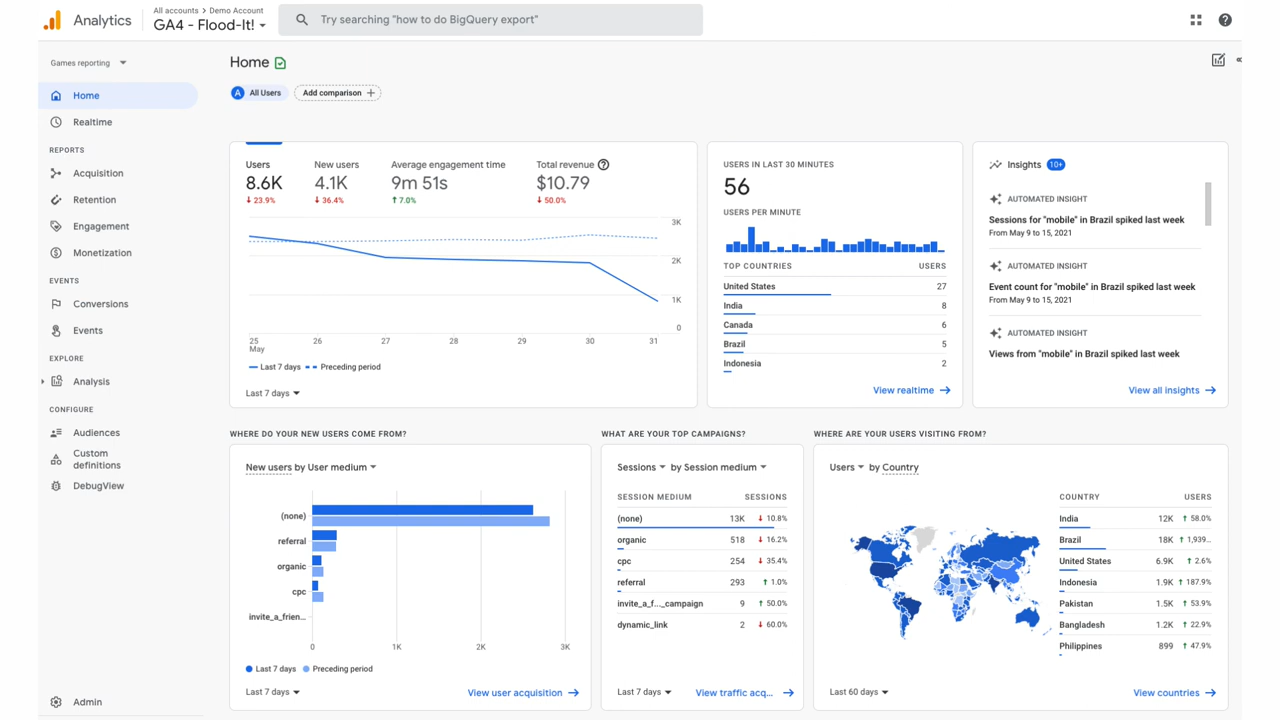 Analytics
All accounts > Demo Account
GA4 - Flood-It!
Try searching "how to do BigQuery export"
Games reporting
Home
Realtime
REPORTS
Acquisition
Retention
Engagement
Monetization
EVENTS
Conversions
Events
EXPLORE
Analysis
CONFIGURE
Audiences
Custom
definitions
DebugView
Admin
Home
A All Users
Add comparison +
Users
8.6K
↓ 23.9%
New users
4.1K
↓ 36.4%
Average engagement time
9m 51s
↑ 7.0%
Total revenue
$10.79
↓ 50.0%
3K
2K
1K
0
25 26 27 28 29 30 31
May
Last 7 days Preceding period
Last 7 days
USERS IN LAST 30 MINUTES
56
USERS PER MINUTE
TOP COUNTRIES USERS
United States 27
India 8
Canada 6
Brazil 5
Indonesia 2
View realtime →
Insights 10+
AUTOMATED INSIGHT
Sessions for "mobile" in Brazil spiked last week
From May 9 to 15, 2021
AUTOMATED INSIGHT
Event count for "mobile" in Brazil spiked last week
From May 9 to 15, 2021
AUTOMATED INSIGHT
Views from "mobile" in Brazil spiked last week
View all insights →
WHERE DO YOUR NEW USERS COME FROM?
New users by User medium
(none)
referral
organic
cpc
invite_a_frien...
0 1K 2K 3K
Last 7 days Preceding period
Last 7 days
View user acquisition →
WHAT ARE YOUR TOP CAMPAIGNS?
Sessions by Session medium
SESSION MEDIUM SESSIONS
(none) 13K ↓ 10.8%
organic 518 ↓ 16.2%
cpc 254 ↓ 35.4%
referral 293 ↑ 1.0%
invite_a_f..._campaign 9 ↑ 50.0%
dynamic_link 2 ↓ 60.0%
Last 7 days
View traffic acq... →
WHERE ARE YOUR USERS VISITING FROM?
Users by Country
COUNTRY USERS
India 12K ↑ 58.0%
Brazil 18K ↑ 1,939...
United States 6.9K ↑ 2.6%
Indonesia 1.9K ↑ 187.9%
Pakistan 1.5K ↑ 53.9%
Bangladesh 1.2K ↑ 22.9%
Philippines 899 ↑ 47.9%
Last 60 days
View countries →